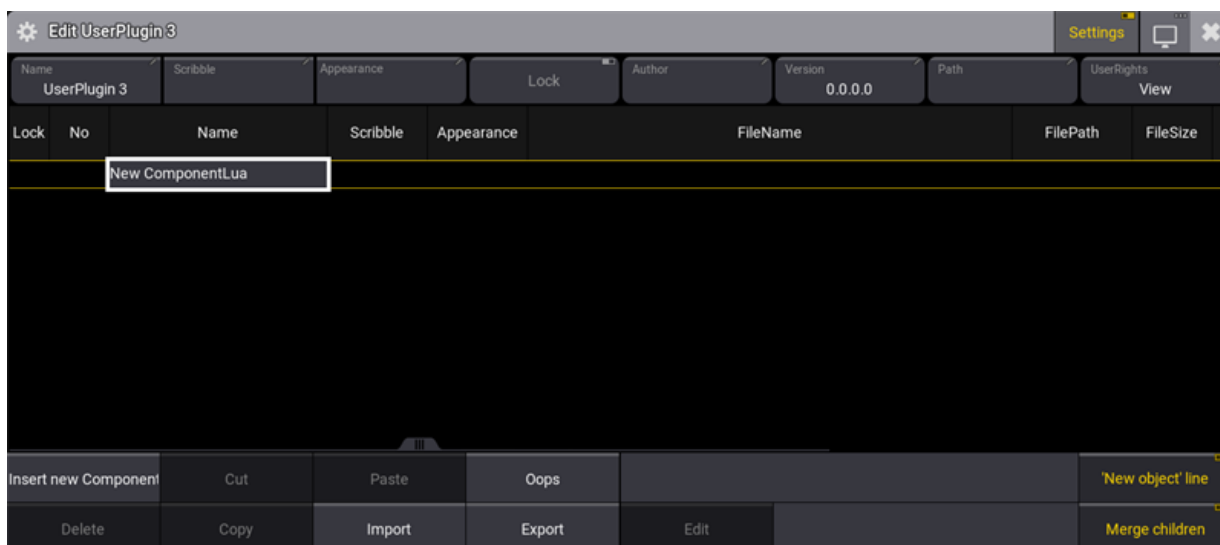 Edit UserPlugin 3
Settings
Name
UserPlugin 3
Scribble
Appearance
Lock
Author
Version
0.0.0.0
Path
UserRights
View
Lock No Name Scribble Appearance FileName FilePath FileSize
New ComponentLua
Insert new Component Cut Paste Oops 'New object' line
Delete Copy Import Export Edit Merge children